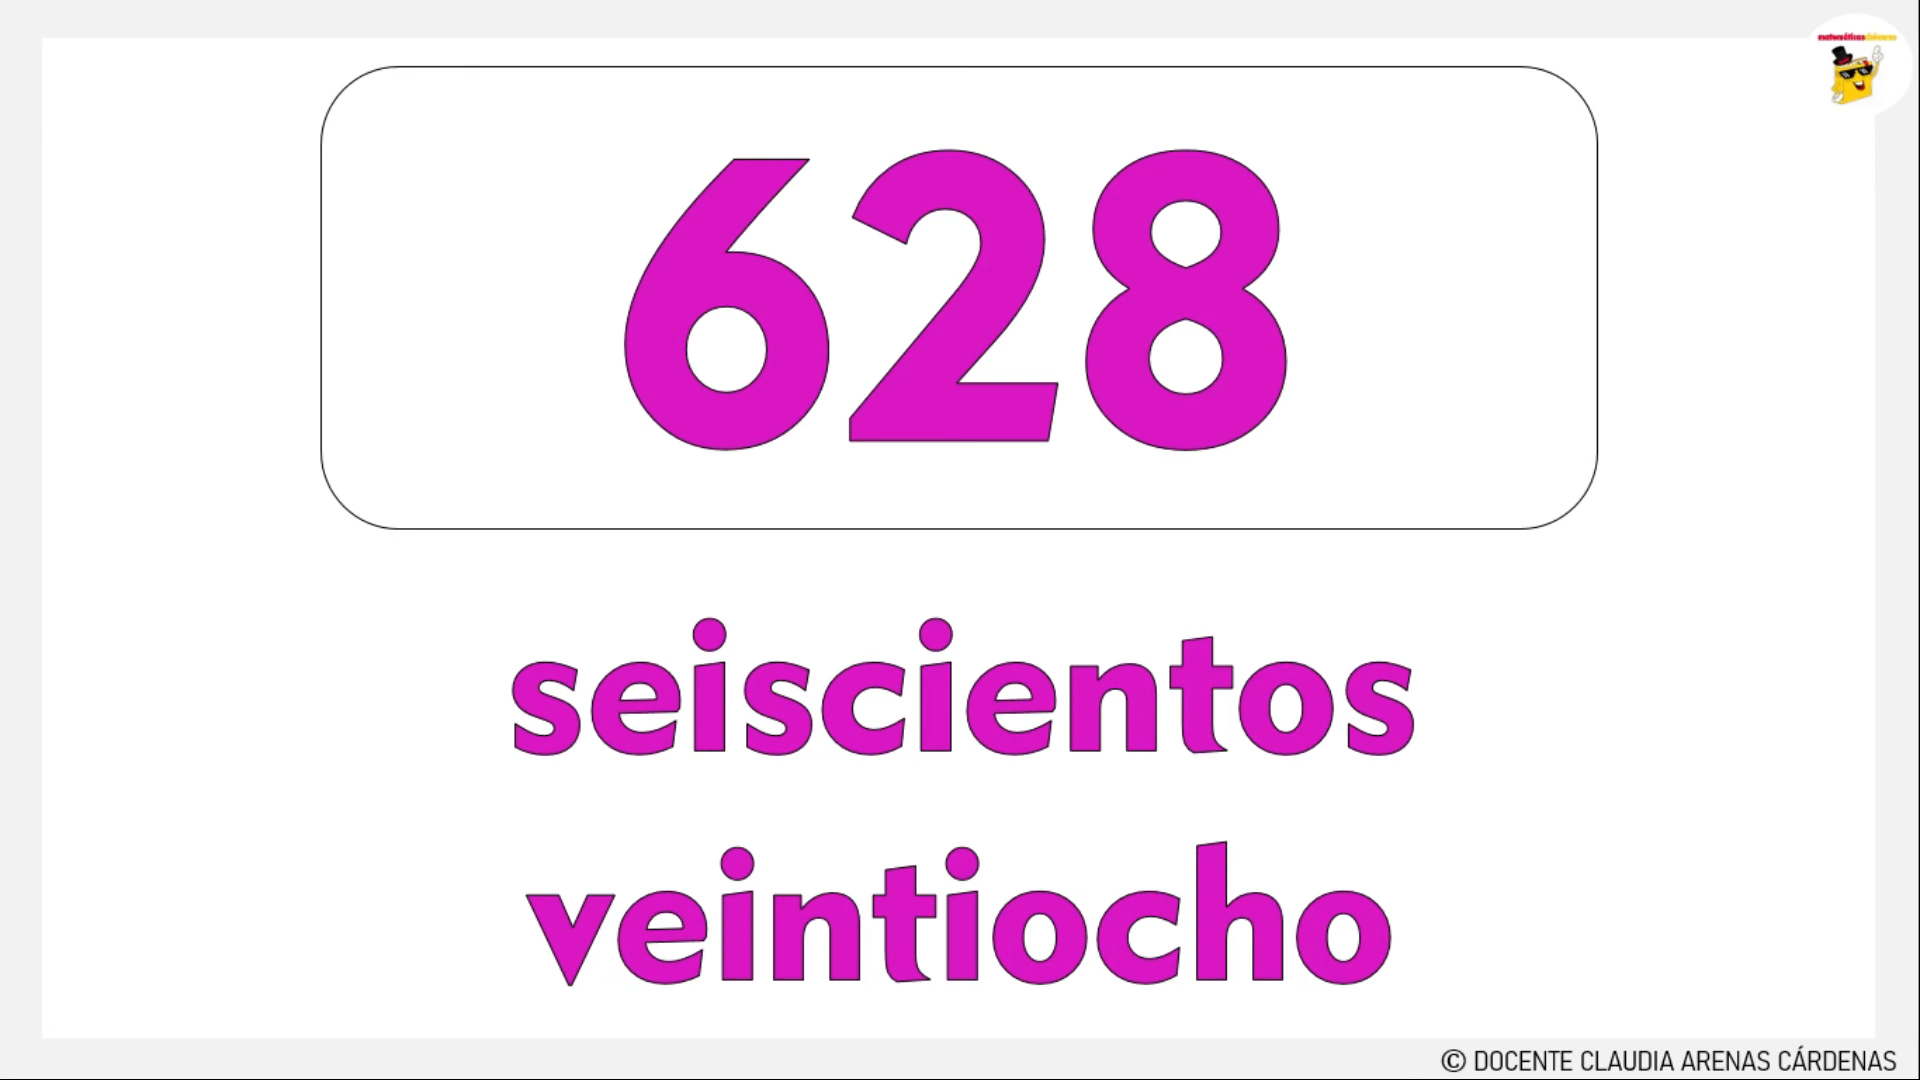 628
seiscientos
veintiocho
© DOCENTE CLAUDIA ARENAS CÁRDENAS